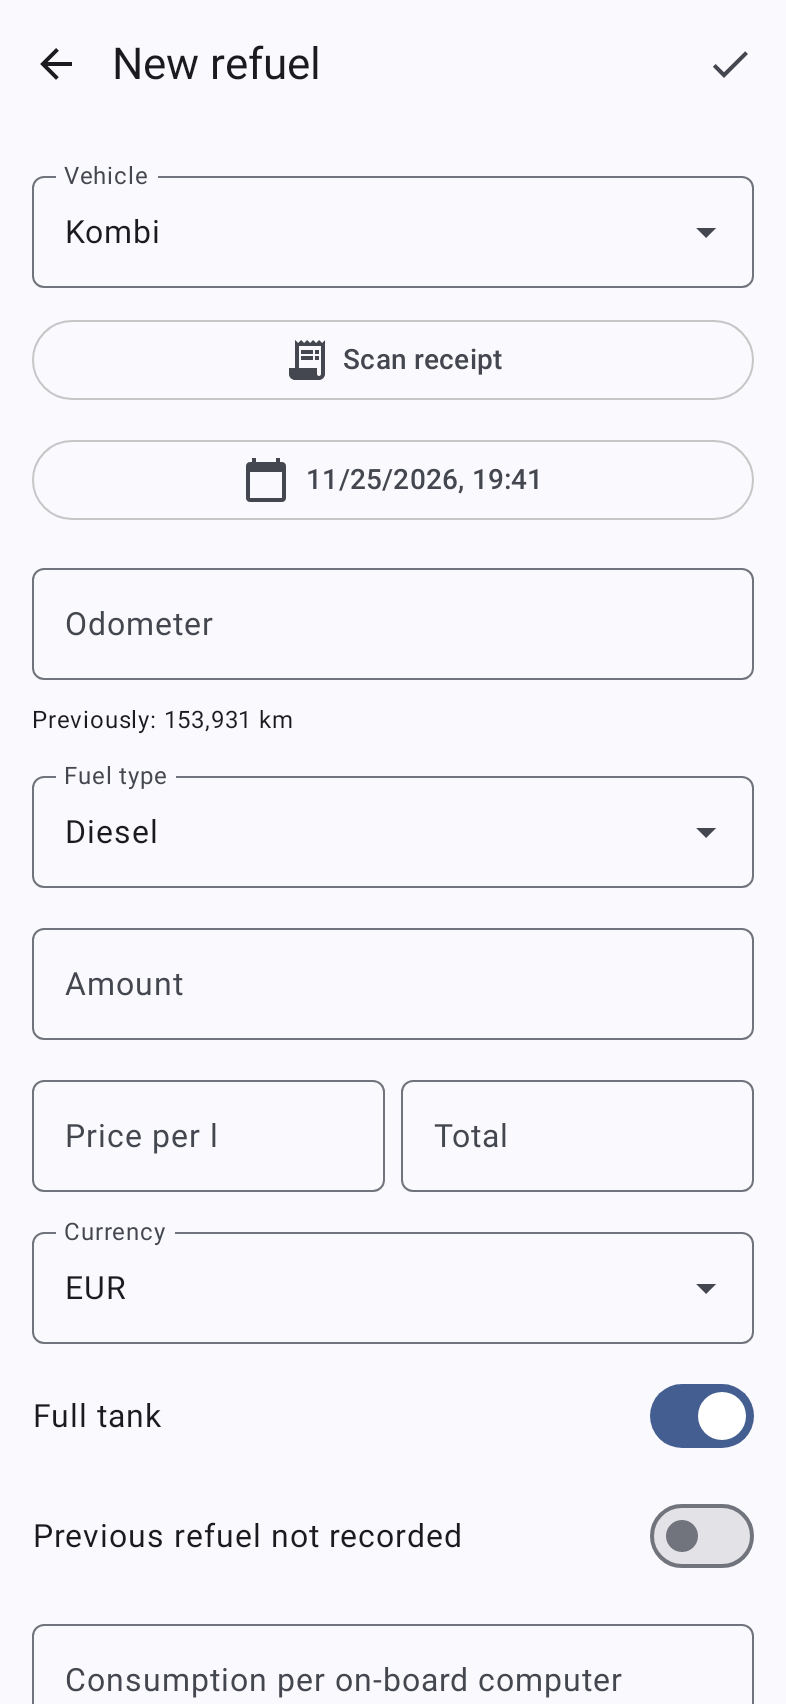 New refuel
Vehicle
Kombi
Scan receipt
11/25/2026, 19:41
Odometer
Previously: 153,931 km
Fuel type
Diesel
Amount
Price per l
Total
Currency
EUR
Full tank
Previous refuel not recorded
Consumption per on-board computer